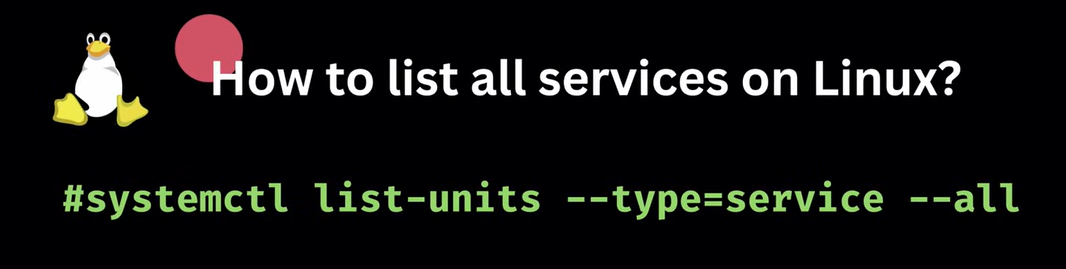 How to list all services on Linux?
#systemctl list-units --type=service --all